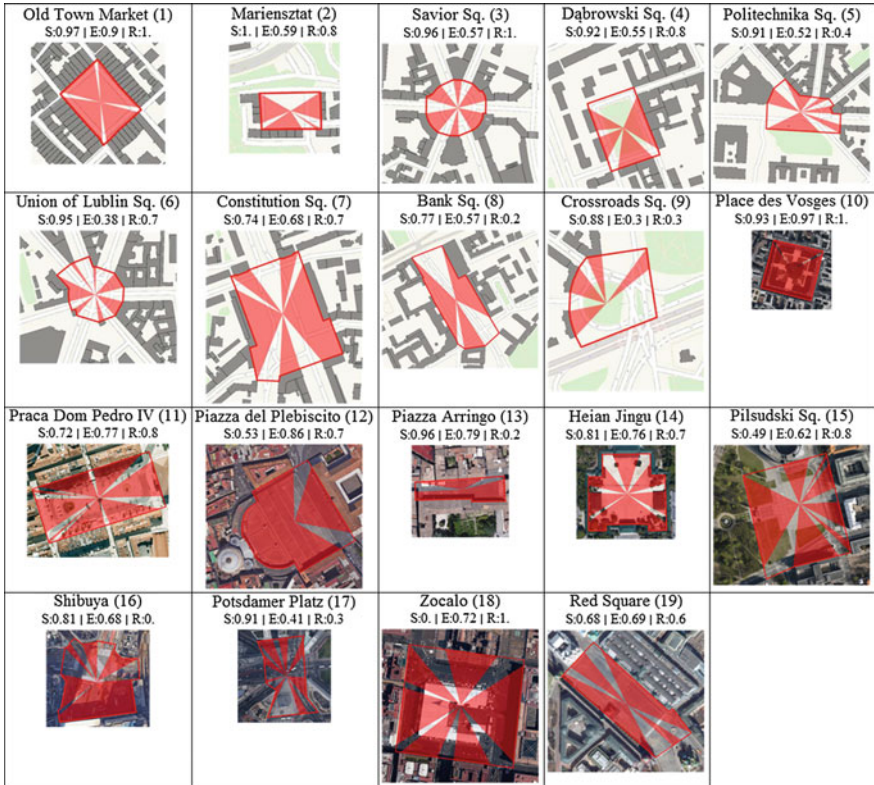 Old Town Market (1)
S:0.97 | E:0.9 | R:1.
Mariensztat (2)
S:1. | E:0.59 | R:0.8
Savior Sq. (3)
S:0.96 | E:0.57 | R:1.
Dąbrowski Sq. (4)
S:0.92 | E:0.55 | R:0.8
Politechnika Sq. (5)
S:0.91 | E:0.52 | R:0.4
Union of Lublin Sq. (6)
S:0.95 | E:0.38 | R:0.7
Constitution Sq. (7)
S:0.74 | E:0.68 | R:0.7
Bank Sq. (8)
S:0.77 | E:0.57 | R:0.2
Crossroads Sq. (9)
S:0.88 | E:0.3 | R:0.3
Place des Vosges (10)
S:0.93 | E:0.97 | R:1.
Praca Dom Pedro IV (11)
S:0.72 | E:0.77 | R:0.8
Piazza del Plebiscito (12)
S:0.53 | E:0.86 | R:0.7
Piazza Arringo (13)
S:0.96 | E:0.79 | R:0.2
Heian Jingu (14)
S:0.81 | E:0.76 | R:0.7
Pilsudski Sq. (15)
S:0.49 | E:0.62 | R:0.8
Shibuya (16)
S:0.81 | E:0.68 | R:0.
Potsdamer Platz (17)
S:0.91 | E:0.41 | R:0.3
Zocalo (18)
S:0. | E:0.72 | R:1.
Red Square (19)
S:0.68 | E:0.69 | R:0.6